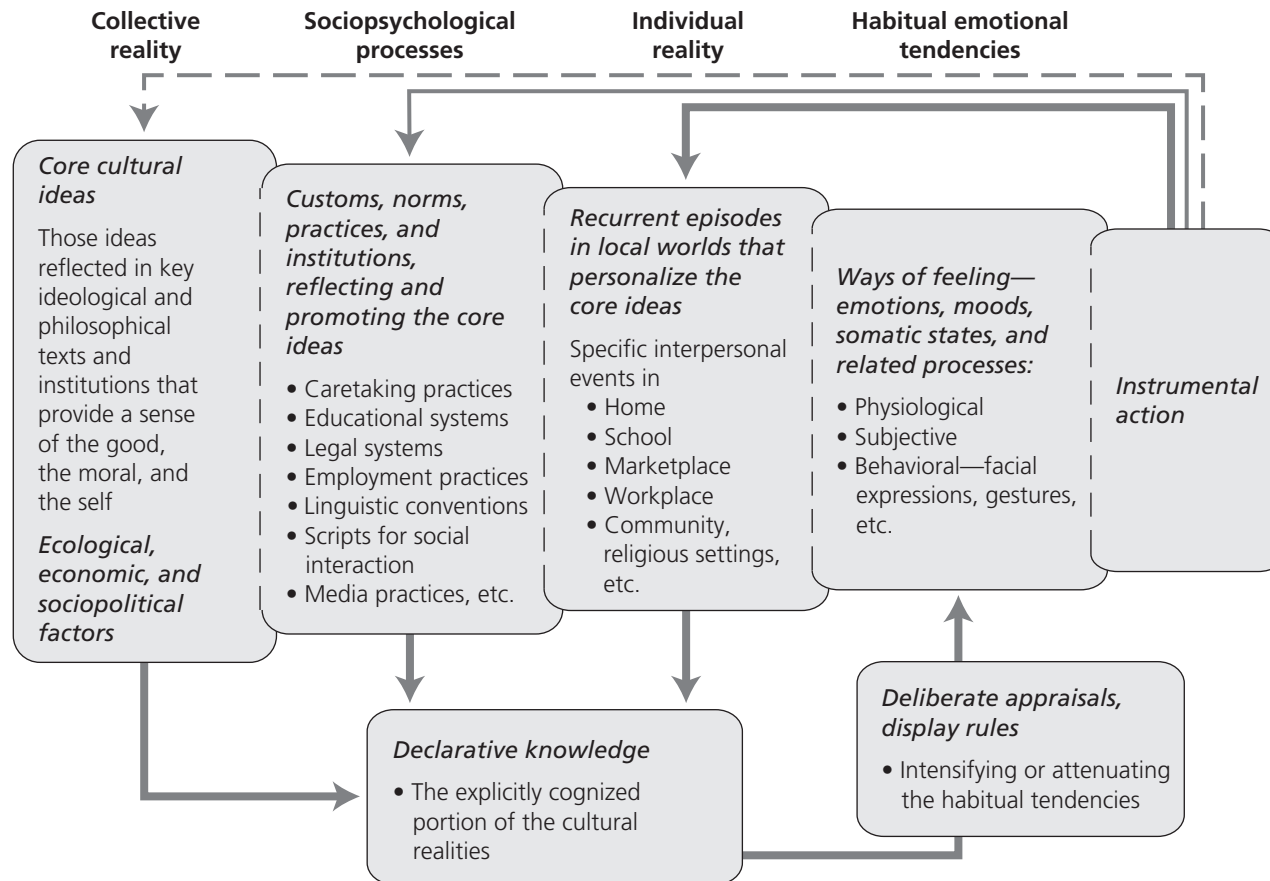 Collective
reality
Sociopsychological
processes
Individual
reality
Habitual emotional
tendencies
Core cultural
ideas
Those ideas
reflected in key
ideological and
philosophical
texts and
institutions that
provide a sense
of the good,
the moral, and
the self
Ecological,
economic, and
sociopolitical
factors
Customs, norms,
practices, and
institutions,
reflecting and
promoting the core
ideas
• Caretaking practices
• Educational systems
• Legal systems
• Employment practices
• Linguistic conventions
• Scripts for social
interaction
• Media practices, etc.
Recurrent episodes
in local worlds that
personalize the
core ideas
Specific interpersonal
events in
• Home
• School
• Marketplace
• Workplace
• Community,
religious settings,
etc.
Ways of feeling—
emotions, moods,
somatic states, and
related processes:
• Physiological
• Subjective
• Behavioral—facial
expressions, gestures,
etc.
Instrumental
action
Declarative knowledge
• The explicitly cognized
portion of the cultural
realities
Deliberate appraisals,
display rules
• Intensifying or attenuating
the habitual tendencies